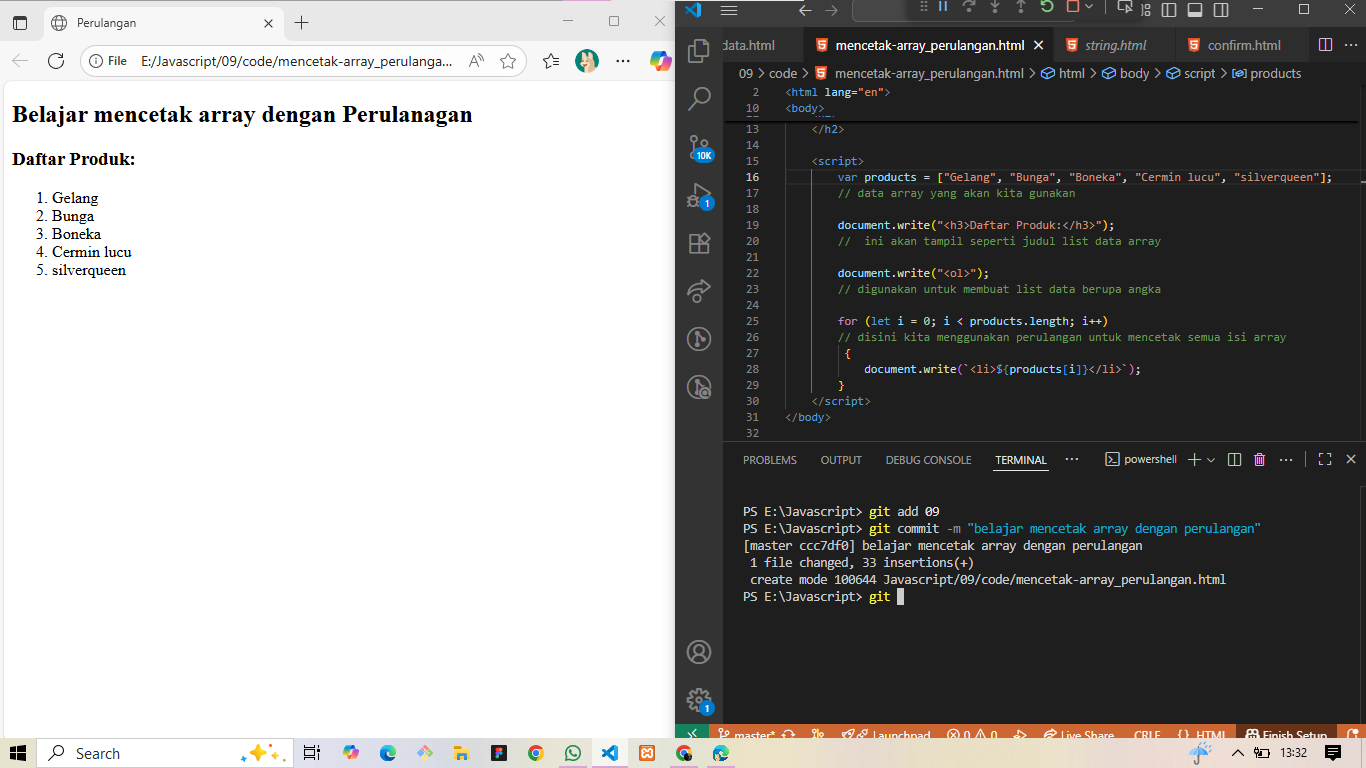 Perulangan
File E:/Javascript/09/code/mencetak-array_perulanga...
Belajar mencetak array dengan Perulanagan
Daftar Produk:
1. Gelang
2. Bunga
3. Boneka
4. Cermin lucu
5. silverqueen
data.html mencetak-array_perulangan.html string.html confirm.html
09 > code > mencetak-array_perulangan.html > html > body > script > products
2 <html lang="en">
10 <body>
13 </h2>
14
15 <script>
16 var products = ["Gelang", "Bunga", "Boneka", "Cermin lucu", "silverqueen"];
17 // data array yang akan kita gunakan
18
19 document.write("<h3>Daftar Produk:</h3>");
20 //  ini akan tampil seperti judul list data array
21
22 document.write("<ol>");
23 // digunakan untuk membuat list data berupa angka
24
25 for (let i = 0; i < products.length; i++)
26 // disini kita menggunakan perulangan untuk mencetak semua isi array
27 {
28 document.write(`<li>${products[i]}</li>`);
29 }
30 </script>
31 </body>
32
10K
1
PROBLEMS OUTPUT DEBUG CONSOLE TERMINAL ... powershell
PS E:\Javascript> git add 09
PS E:\Javascript> git commit -m "belajar mencetak array dengan perulangan"
[master ccc7df0] belajar mencetak array dengan perulangan
1 file changed, 33 insertions(+)
create mode 100644 Javascript/09/code/mencetak-array_perulangan.html
PS E:\Javascript> git
1
master* Launchpad 0 0 Live Share CRLF {} HTML Finish Setup
Search
13:32